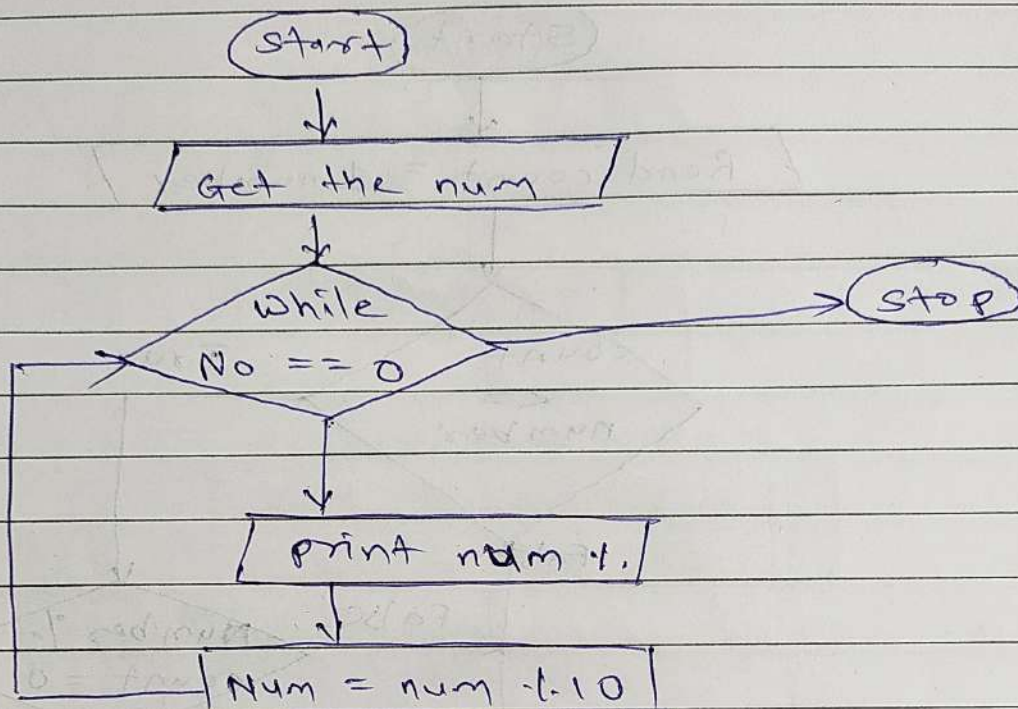 Start
Get the num
while
No == 0
Stop
print num %.
Num = num % 10